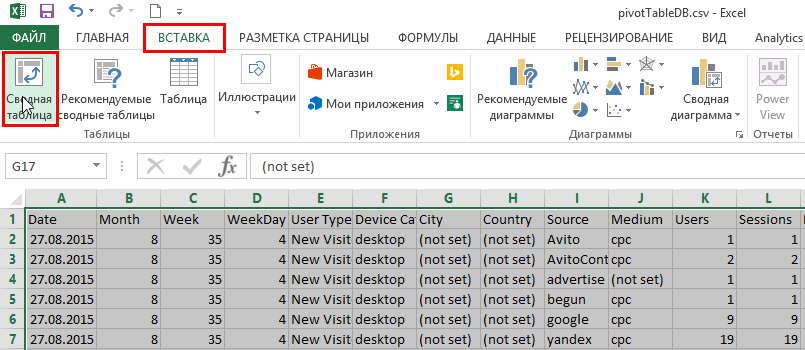 pivotTableDB.csv - Excel
ФАЙЛ ГЛАВНАЯ ВСТАВКА РАЗМЕТКА СТРАНИЦЫ ФОРМУЛЫ ДАННЫЕ РЕЦЕНЗИРОВАНИЕ ВИД Analytics
Сводная таблица Рекомендуемые сводные таблицы Таблица Иллюстрации Магазин Мои приложения Рекомендуемые диаграммы Сводная диаграмма Power View
Таблицы Приложения Диаграммы Отчеты
G17 fx (not set)
A B C D E F G H I J K L
1 Date Month Week WeekDay User Type Device Cat City Country Source Medium Users Sessions
2 27.08.2015 8 35 4 New Visit desktop (not set) (not set) Avito cpc 1 1
3 27.08.2015 8 35 4 New Visit desktop (not set) (not set) AvitoCont cpc 2 2
4 27.08.2015 8 35 4 New Visit desktop (not set) (not set) advertise (not set) 1 1
5 27.08.2015 8 35 4 New Visit desktop (not set) (not set) begun cpc 1 1
6 27.08.2015 8 35 4 New Visit desktop (not set) (not set) google cpc 9 9
7 27.08.2015 8 35 4 New Visit desktop (not set) (not set) yandex cpc 19 19